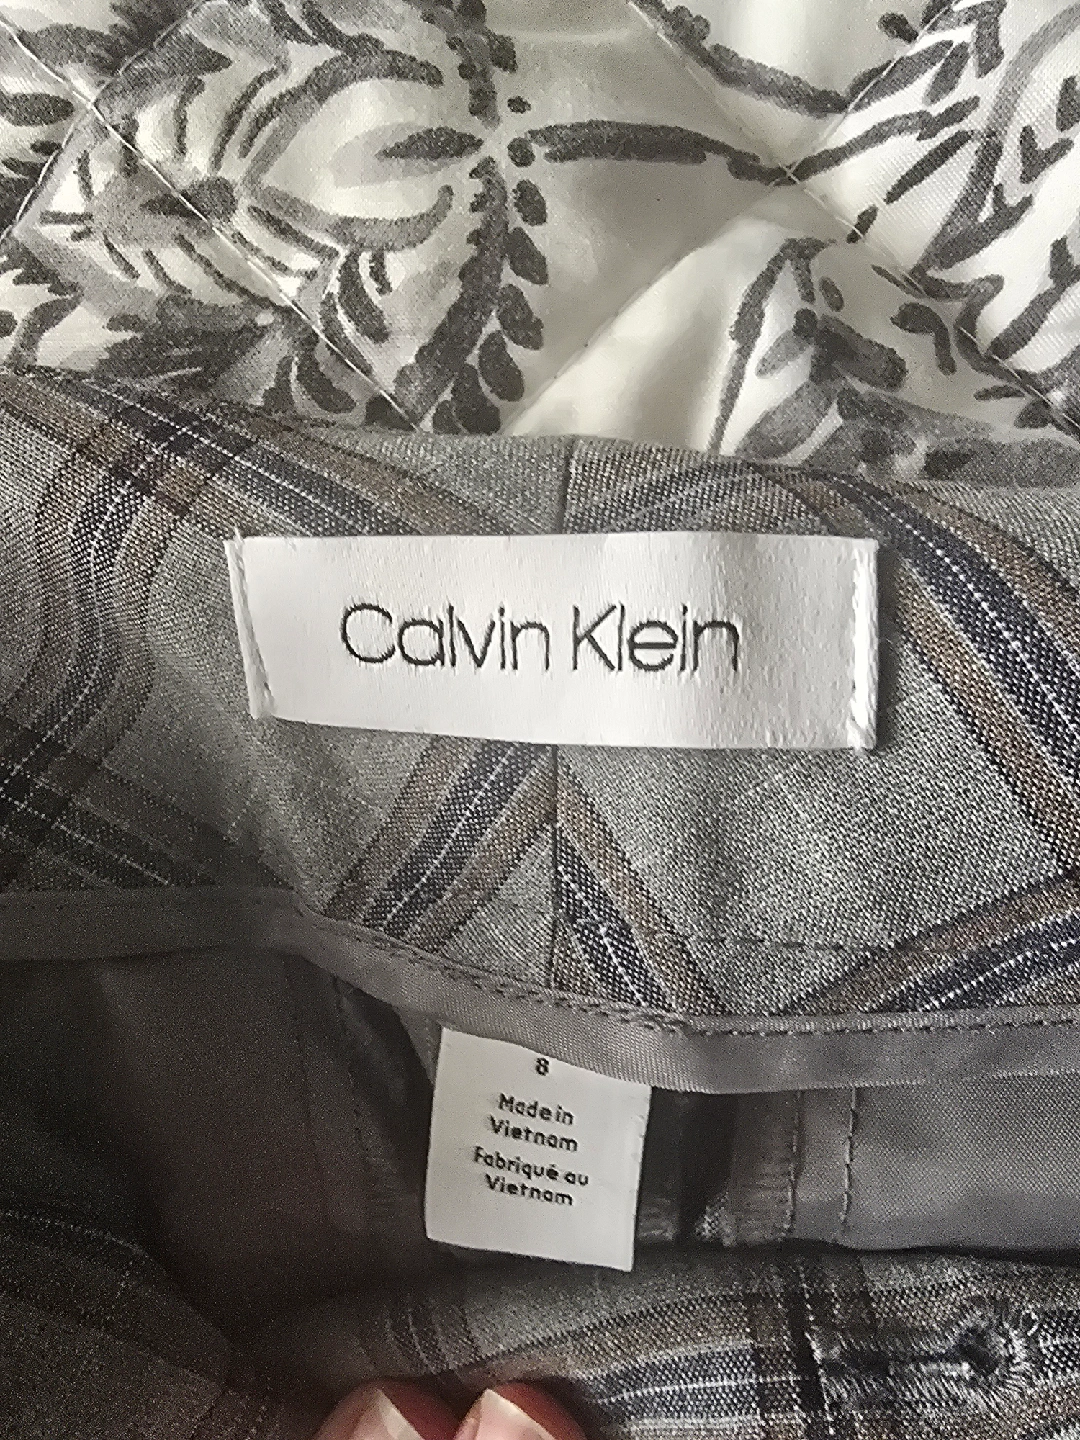 Calvin Klein
8
Made in
Vietnam
Fabriqué au
Vietnam